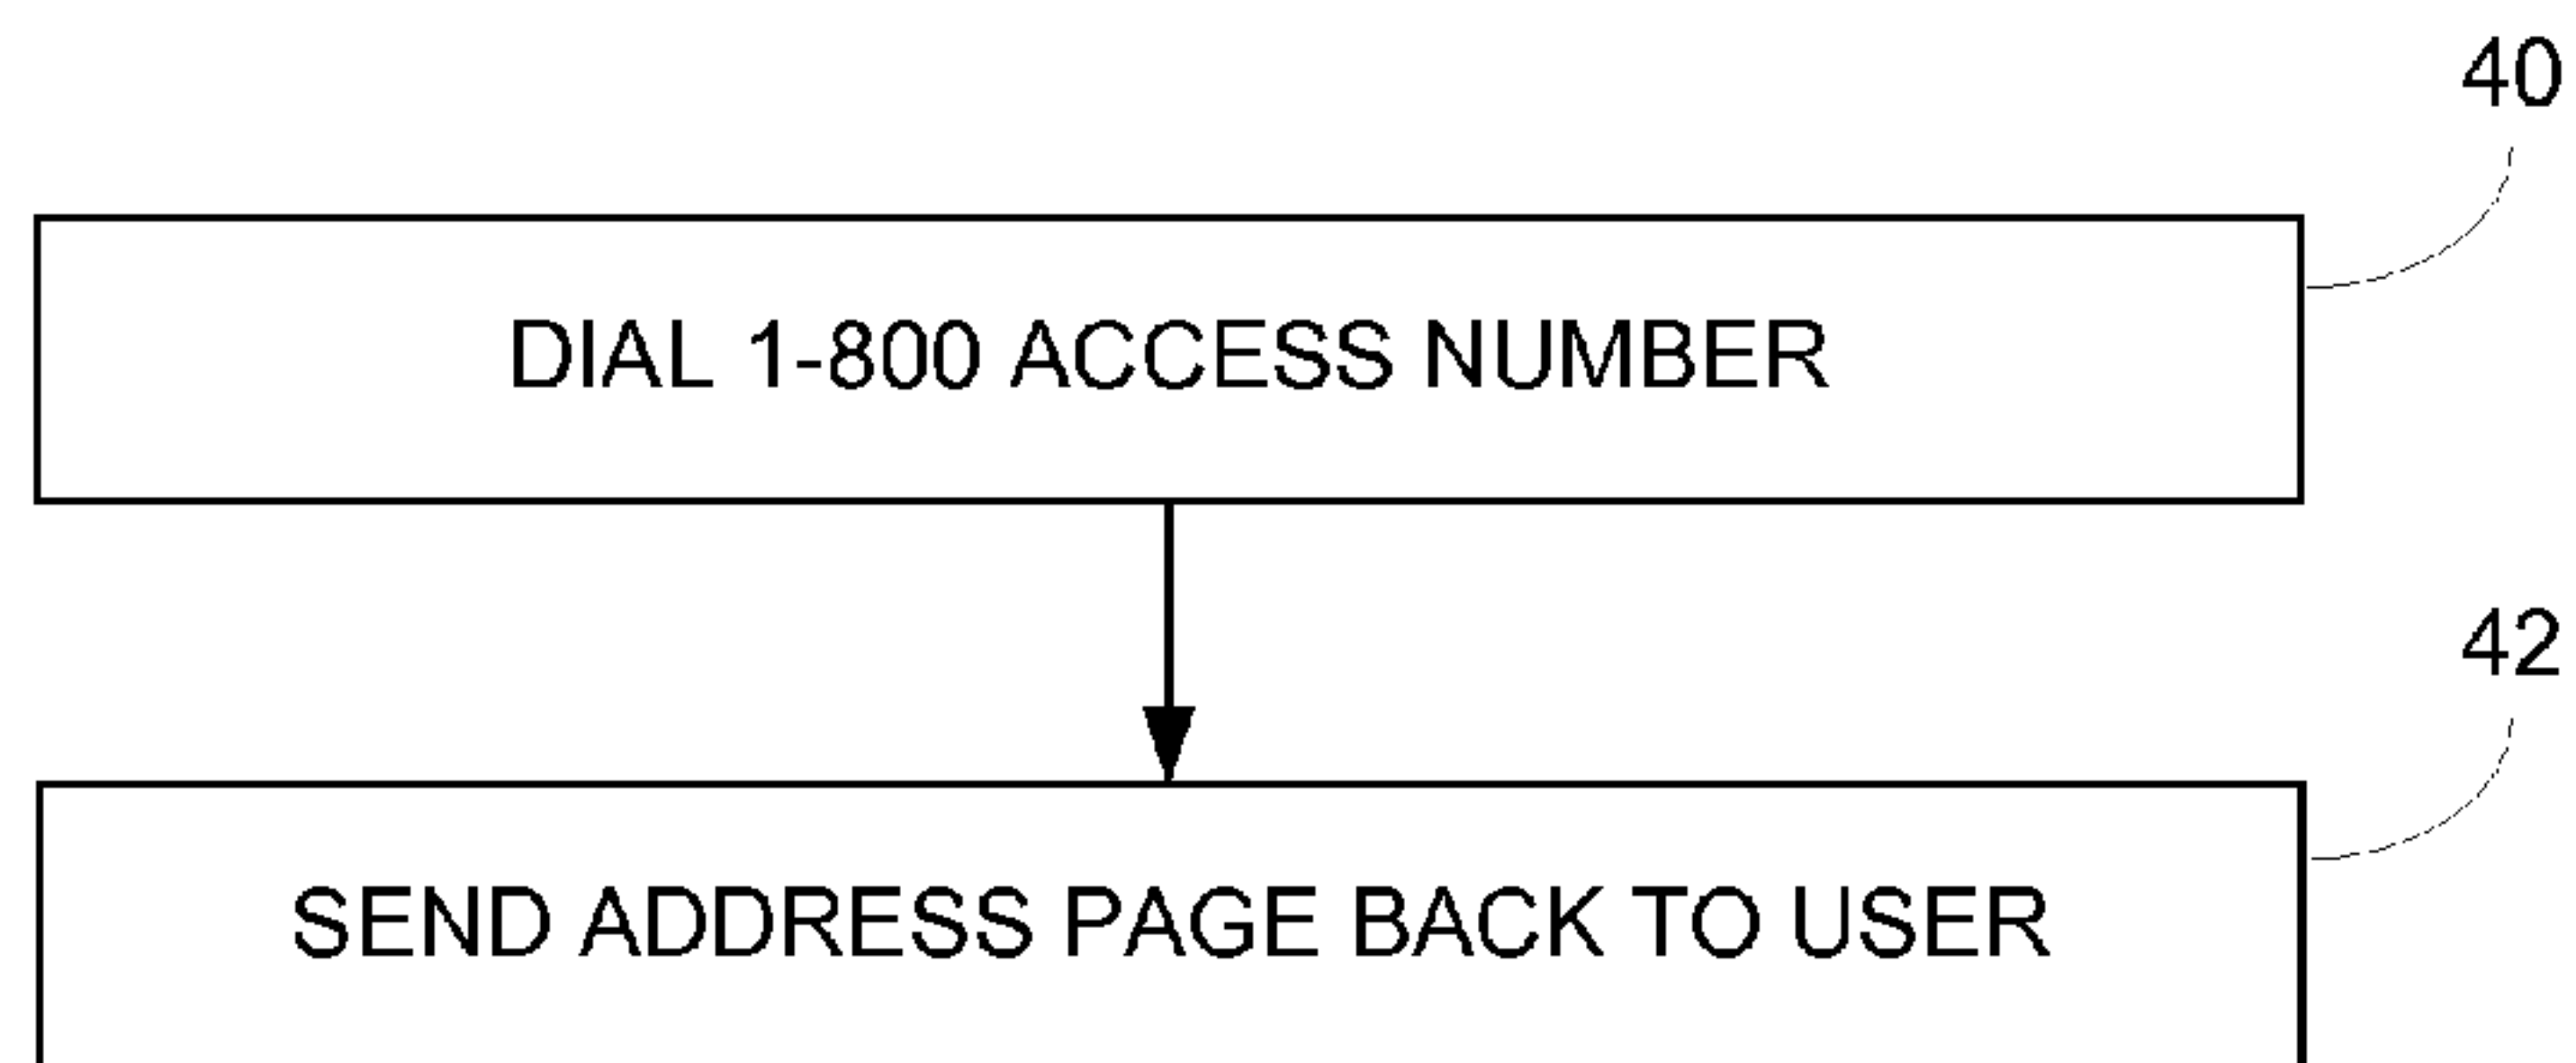 40
DIAL 1-800 ACCESS NUMBER
42
SEND ADDRESS PAGE BACK TO USER